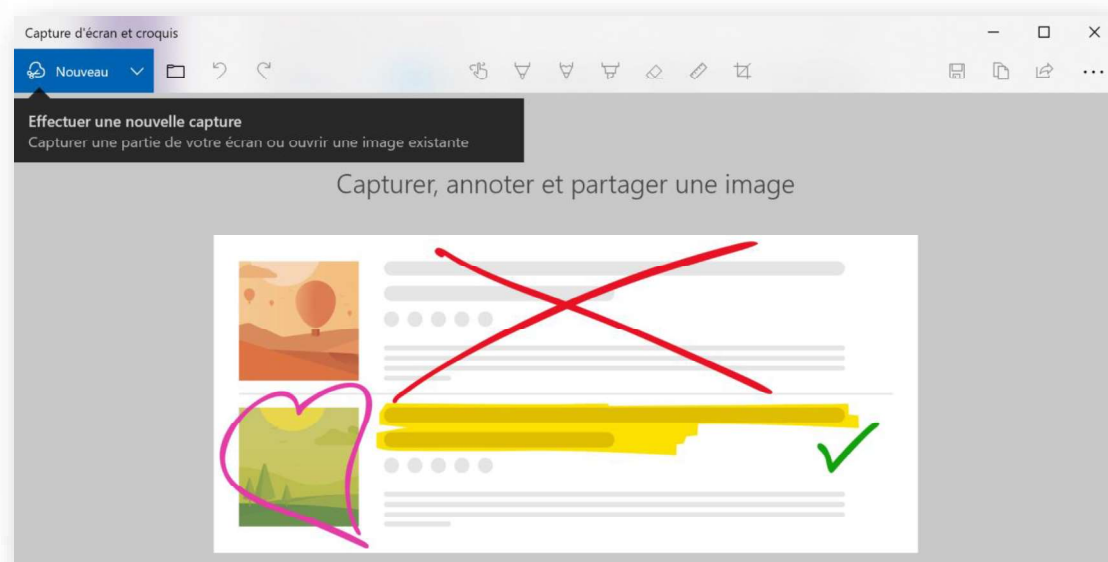 Capture d'écran et croquis
Nouveau
Effectuer une nouvelle capture
Capturer une partie de votre écran ou ouvrir une image existante
Capturer, annoter et partager une image